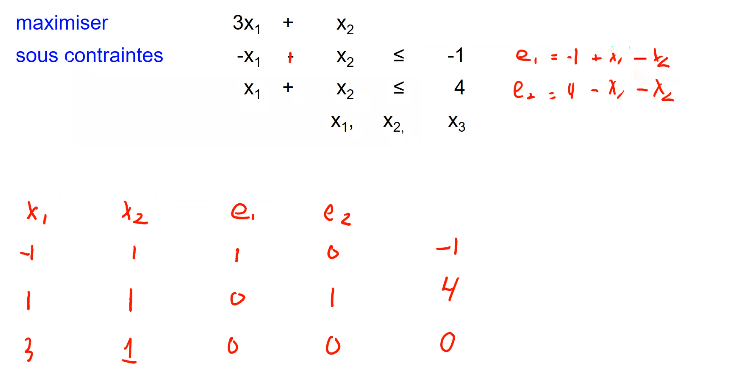 maximiser 3x₁ + x₂
sous contraintes -x₁ + x₂ ≤ -1 e₁ = -1 + x₁ - x₂
x₁ + x₂ ≤ 4 e₂ = 4 - x₁ - x₂
x₁, x₂, x₃
x₁ x₂ e₁ e₂
-1 1 1 0 -1
1 1 0 1 4
3 1 0 0 0